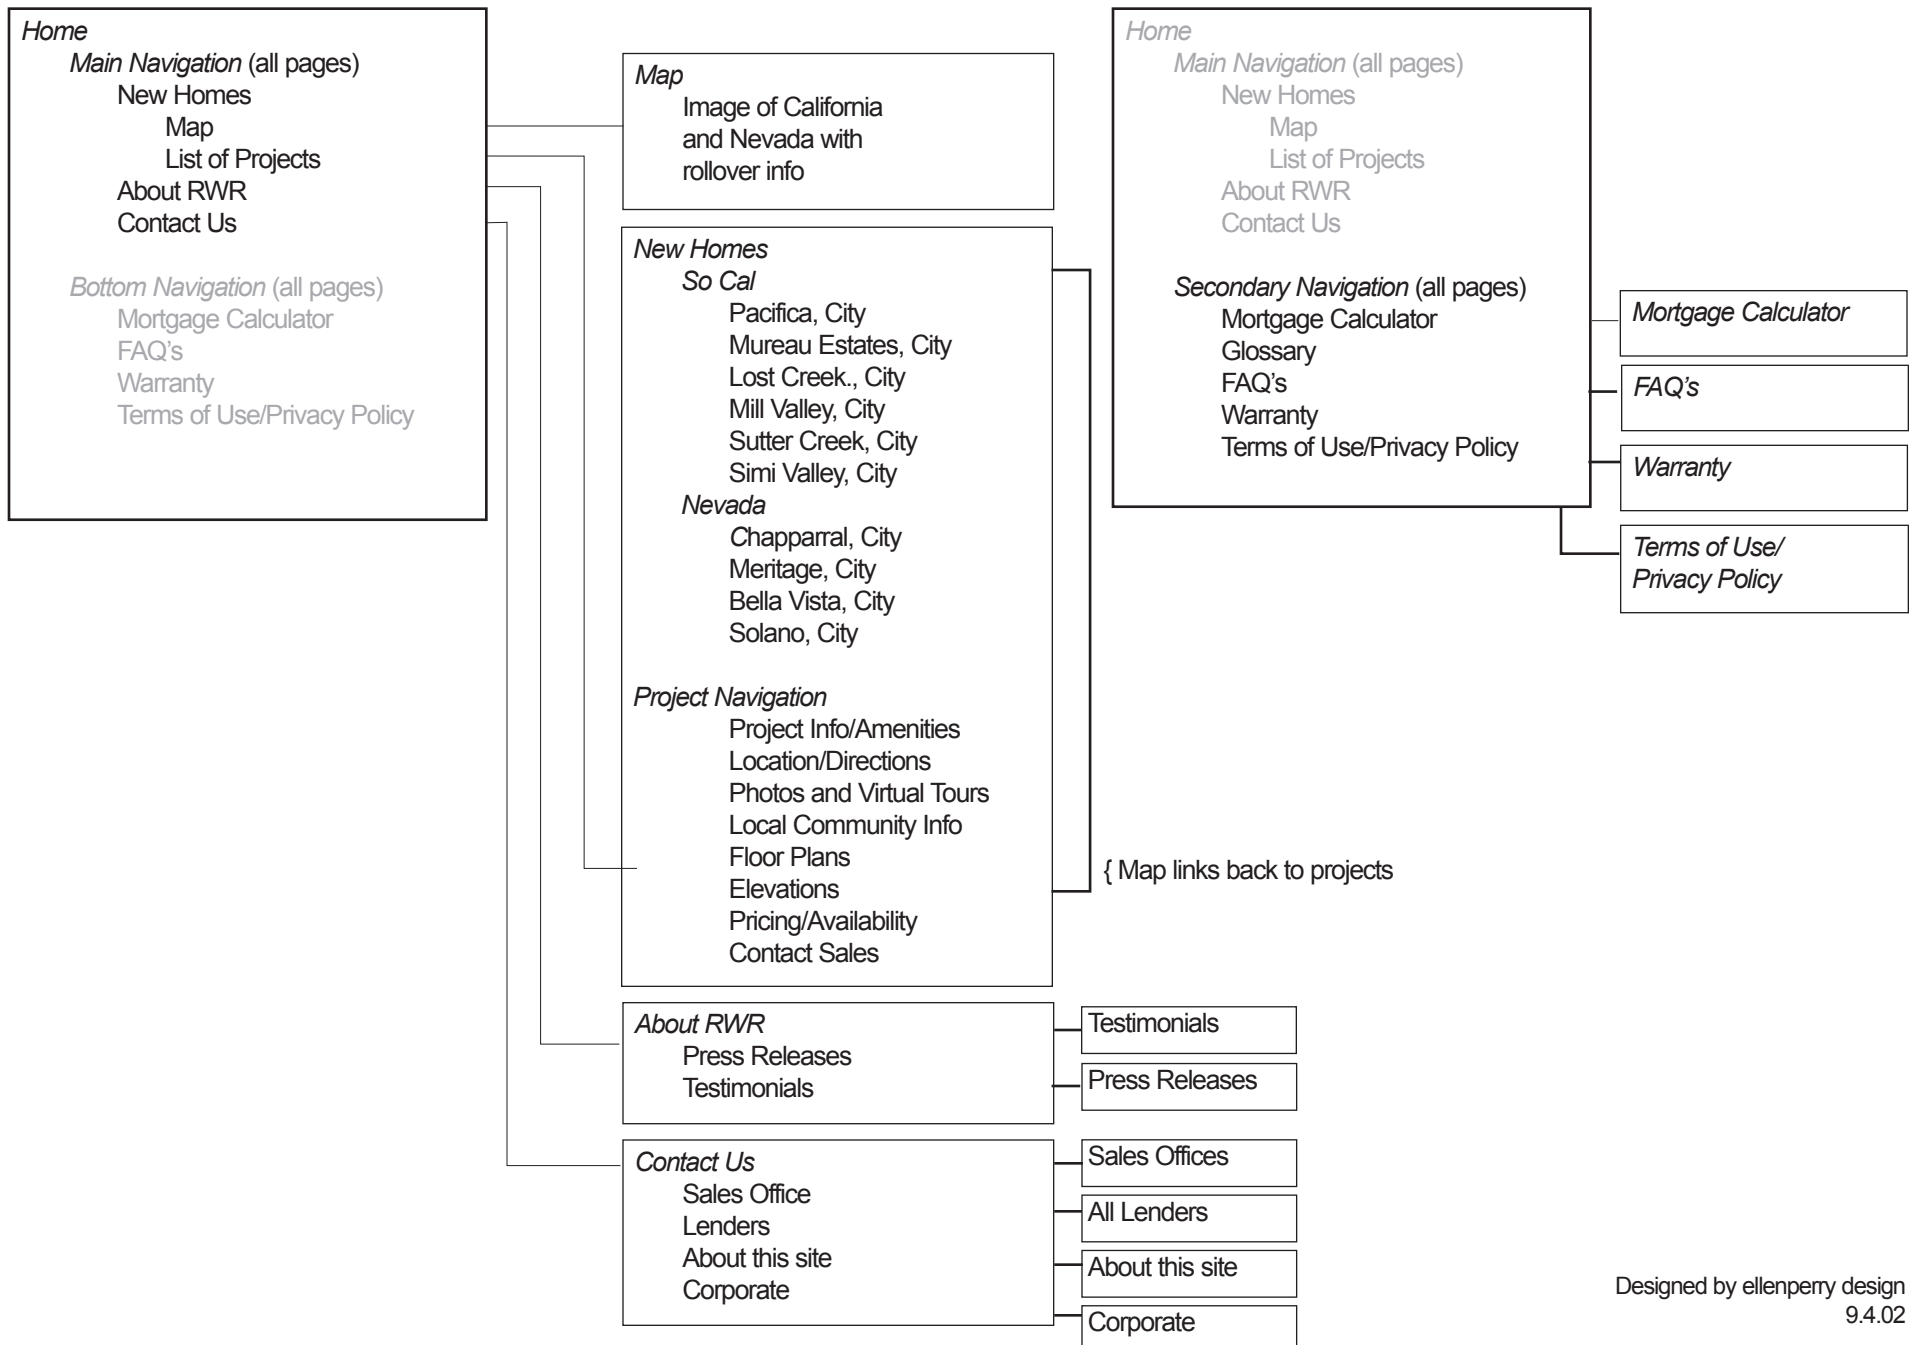 Home
Main Navigation (all pages)
New Homes
Map
List of Projects
About RWR
Contact Us
Bottom Navigation (all pages)
Mortgage Calculator
FAQ's
Warranty
Terms of Use/Privacy Policy
Map
Image of California
and Nevada with
rollover info
New Homes
So Cal
Pacifica, City
Mureau Estates, City
Lost Creek., City
Mill Valley, City
Sutter Creek, City
Simi Valley, City
Nevada
Chapparral, City
Meritage, City
Bella Vista, City
Solano, City
Project Navigation
Project Info/Amenities
Location/Directions
Photos and Virtual Tours
Local Community Info
Floor Plans
Elevations
Pricing/Availability
Contact Sales
{ Map links back to projects
About RWR
Press Releases
Testimonials
Testimonials
Press Releases
Contact Us
Sales Office
Lenders
About this site
Corporate
Sales Offices
All Lenders
About this site
Corporate
Home
Main Navigation (all pages)
New Homes
Map
List of Projects
About RWR
Contact Us
Secondary Navigation (all pages)
Mortgage Calculator
Glossary
FAQ's
Warranty
Terms of Use/Privacy Policy
Mortgage Calculator
FAQ's
Warranty
Terms of Use/
Privacy Policy
Designed by ellenperry design
9.4.02